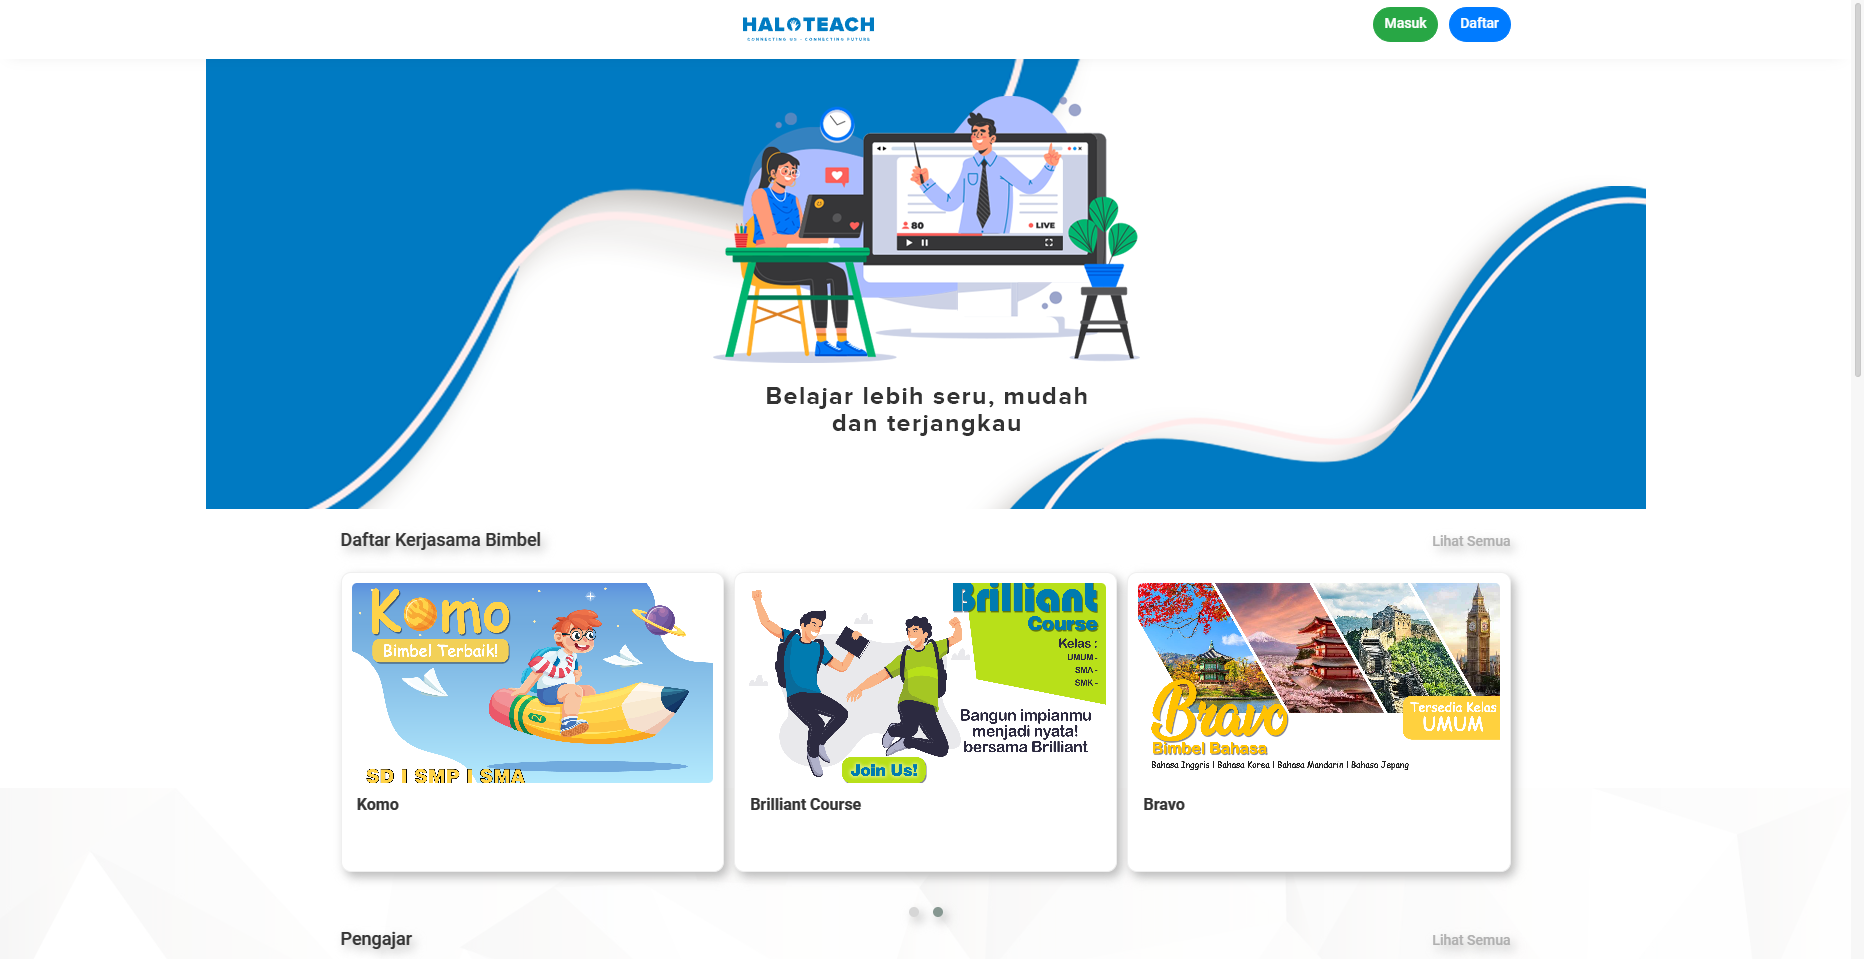 HALOTEACH
CONNECTING US - CONNECTING FUTURE
Masuk
Daftar
80
LIVE
Belajar lebih seru, mudah
dan terjangkau
Daftar Kerjasama Bimbel
Lihat Semua
Komo
Bimbel Terbaik!
SD | SMP | SMA
Komo
Brilliant
Course
Kelas :
UMUM -
SMA -
SMK -
Bangun impianmu
menjadi nyata!
bersama Brilliant
Join Us!
Brilliant Course
Bravo
Bimbel Bahasa
Bahasa Inggris | Bahasa Korea | Bahasa Mandarin | Bahasa Jepang
Tersedia Kelas
UMUM
Bravo
Pengajar
Lihat Semua